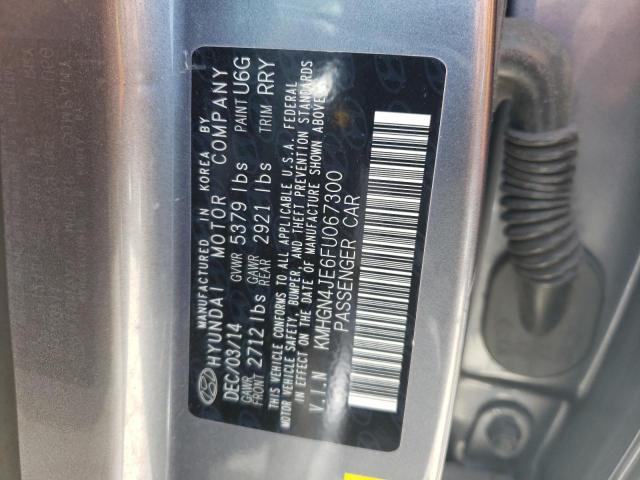 MANUFACTURED IN KOREA BY
HYUNDAI MOTOR COMPANY
DEC/03/14 GVWR 5379 lbs PAINT U6G
GAWR FRONT 2712 lbs GAWR REAR 2921 lbs TRIM RRY
THIS VEHICLE CONFORMS TO ALL APPLICABLE U.S.A. FEDERAL
MOTOR VEHICLE SAFETY, BUMPER, AND THEFT PREVENTION STANDARDS
IN EFFECT ON THE DATE OF MANUFACTURE SHOWN ABOVE.
V.I.N KMHGN4JE6FU067300
PASSENGER CAR